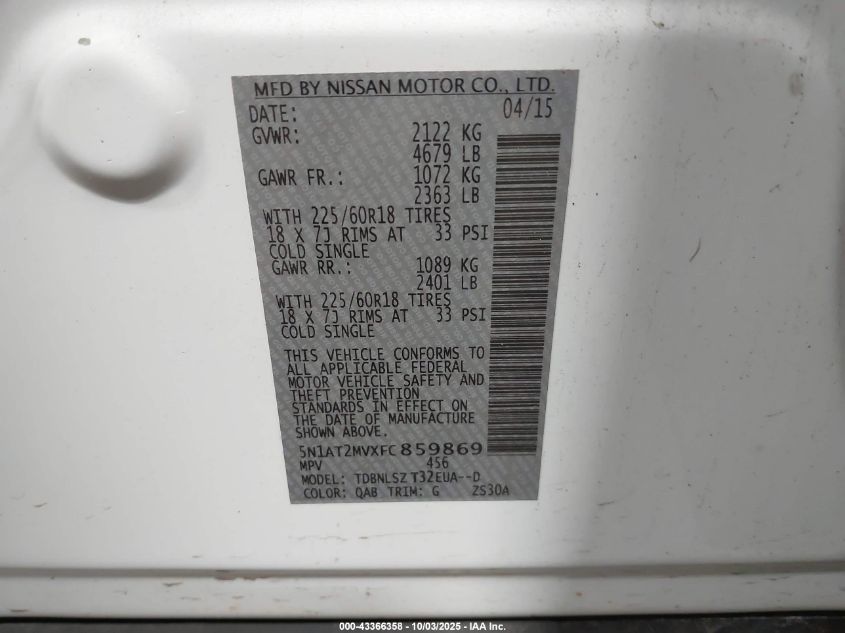 MFD BY NISSAN MOTOR CO., LTD.
DATE: 04/15
GVWR: 2122 KG
4679 LB
GAWR FR.: 1072 KG
2363 LB
WITH 225/60R18 TIRES
18 X 7J RIMS AT 33 PSI
COLD SINGLE
GAWR RR.: 1089 KG
2401 LB
WITH 225/60R18 TIRES
18 X 7J RIMS AT 33 PSI
COLD SINGLE
THIS VEHICLE CONFORMS TO
ALL APPLICABLE FEDERAL
MOTOR VEHICLE SAFETY AND
THEFT PREVENTION
STANDARDS IN EFFECT ON
THE DATE OF MANUFACTURE
SHOWN ABOVE.
5N1AT2MVXFC859869
MPV 456
MODEL: TDBNLSZ T32EUA--D
COLOR: QAB TRIM: G ZS30A
000-43366358 - 10/03/2025 - IAA Inc.